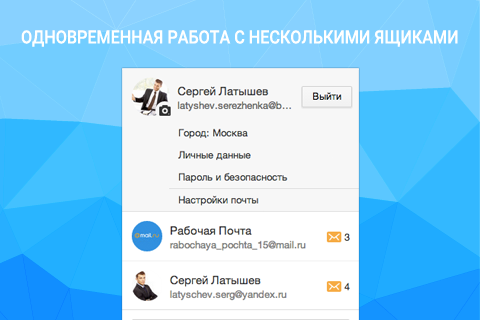 ОДНОВРЕМЕННАЯ РАБОТА С НЕСКОЛЬКИМИ ЯЩИКАМИ
Сергей Латышев
latyshev.serezhenka@b...
Выйти
Город: Москва
Личные данные
Пароль и безопасность
Настройки почты
@mail.ru
Рабочая Почта
rabochaya_pochta_15@mail.ru
3
Сергей Латышев
latyschev.serg@yandex.ru
4